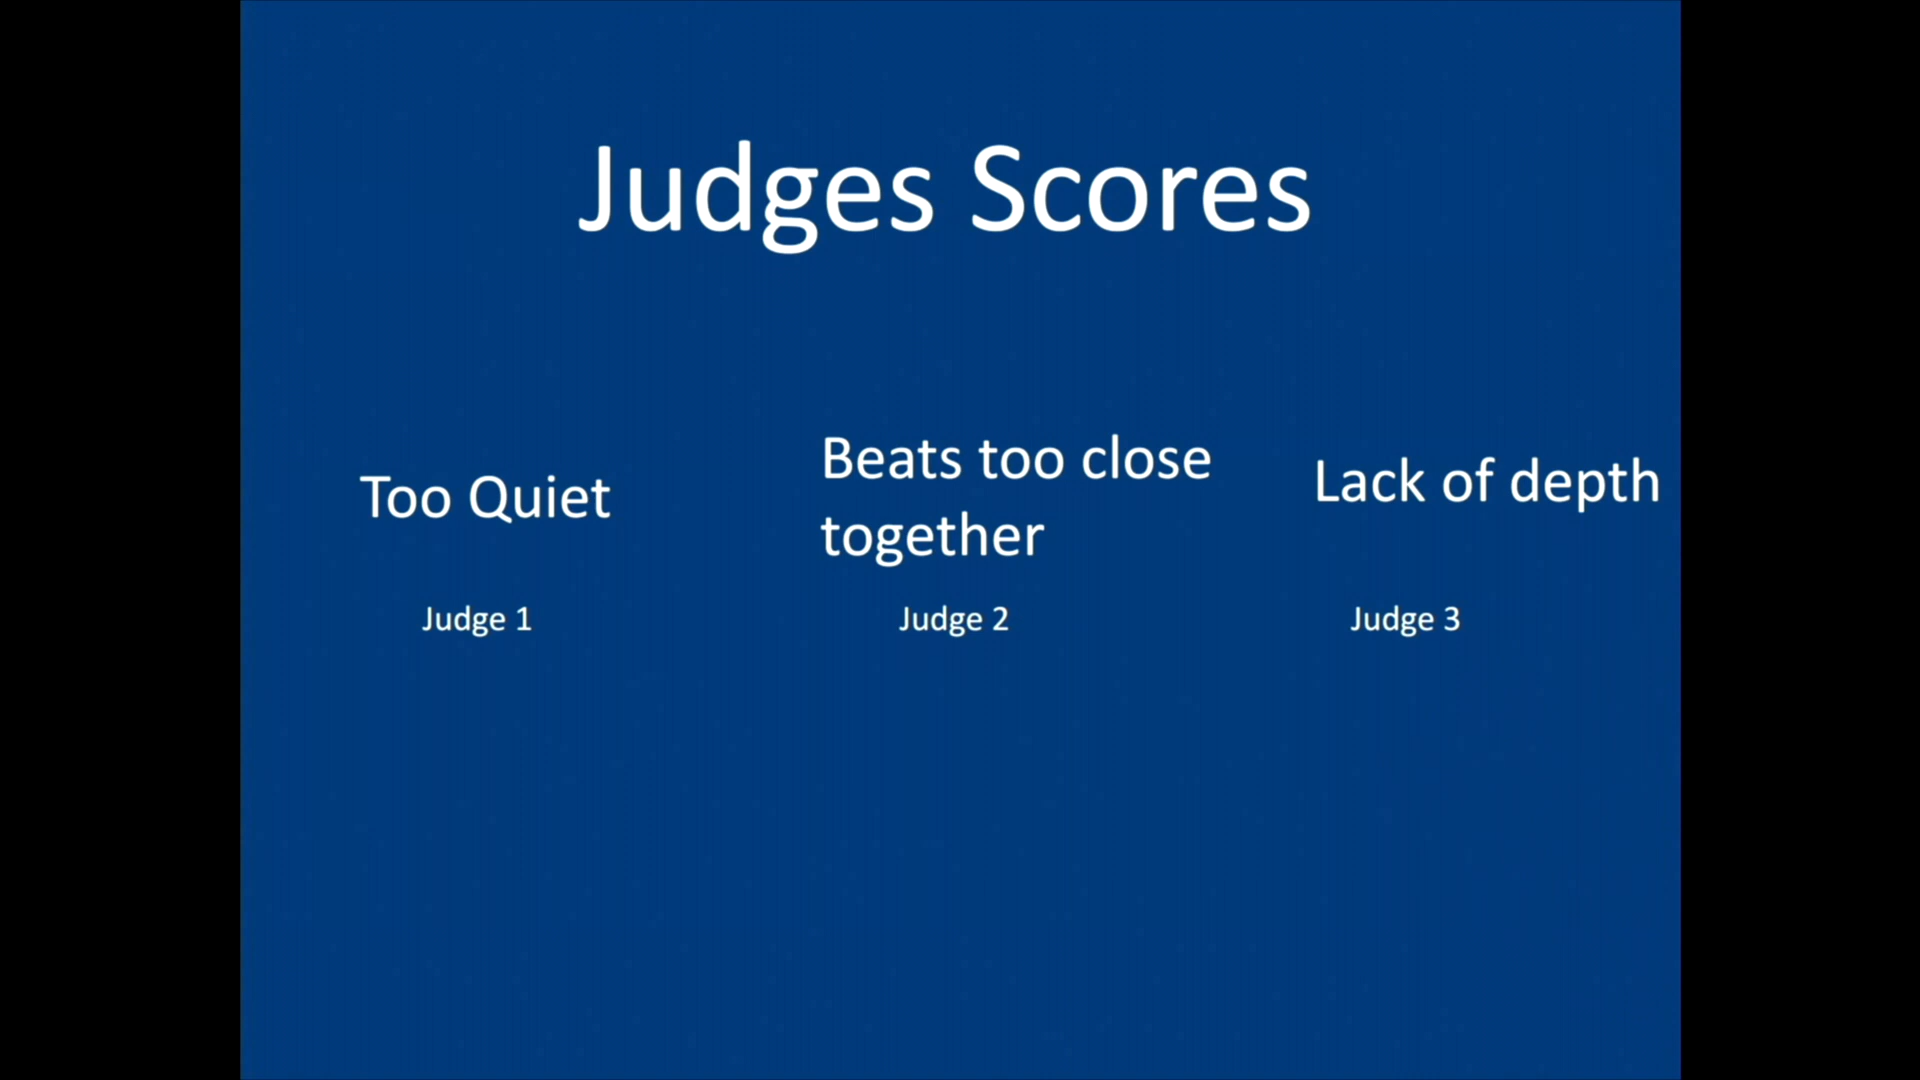 Judges Scores
Too Quiet
Beats too close
together
Lack of depth
Judge 1
Judge 2
Judge 3